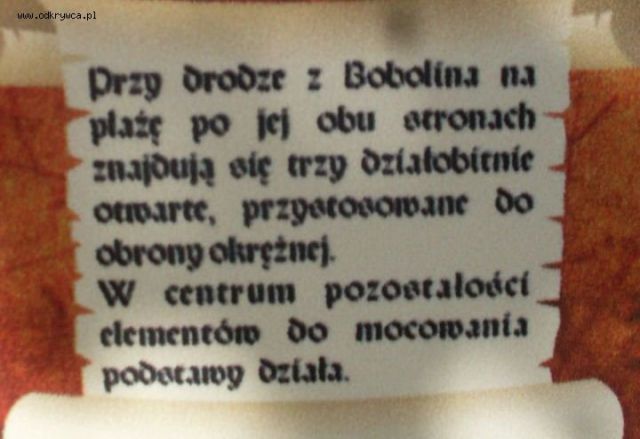 www.odkrywca.pl
Przy drodze z Bobolina na
plażę po jej obu stronach
znajdują się trzy działobitnie
otwarte, przystosowane do
obrony okrężnej.
W centrum pozostałości
elementów do mocowania
podstawy działa.